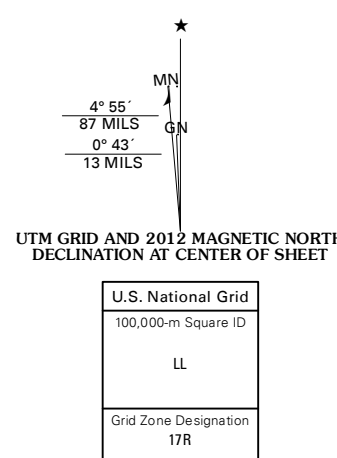 ★
MN
4° 55´
87 MILS
GN
0° 43´
13 MILS
UTM GRID AND 2012 MAGNETIC NORTH
DECLINATION AT CENTER OF SHEET
U.S. National Grid
100,000-m Square ID
LL
Grid Zone Designation
17R